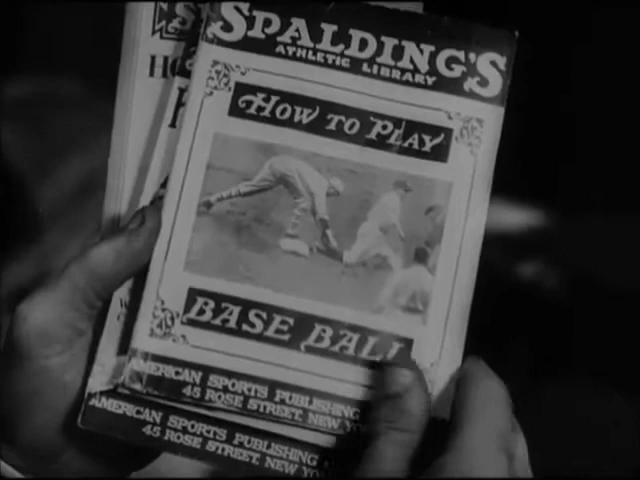 SPALDING'S
ATHLETIC LIBRARY
HOW TO PLAY
BASE BALL
AMERICAN SPORTS PUBLISHING
45 ROSE STREET, NEW
AMERICAN SPORTS PUBLISHING
45 ROSE STREET, NEW YO